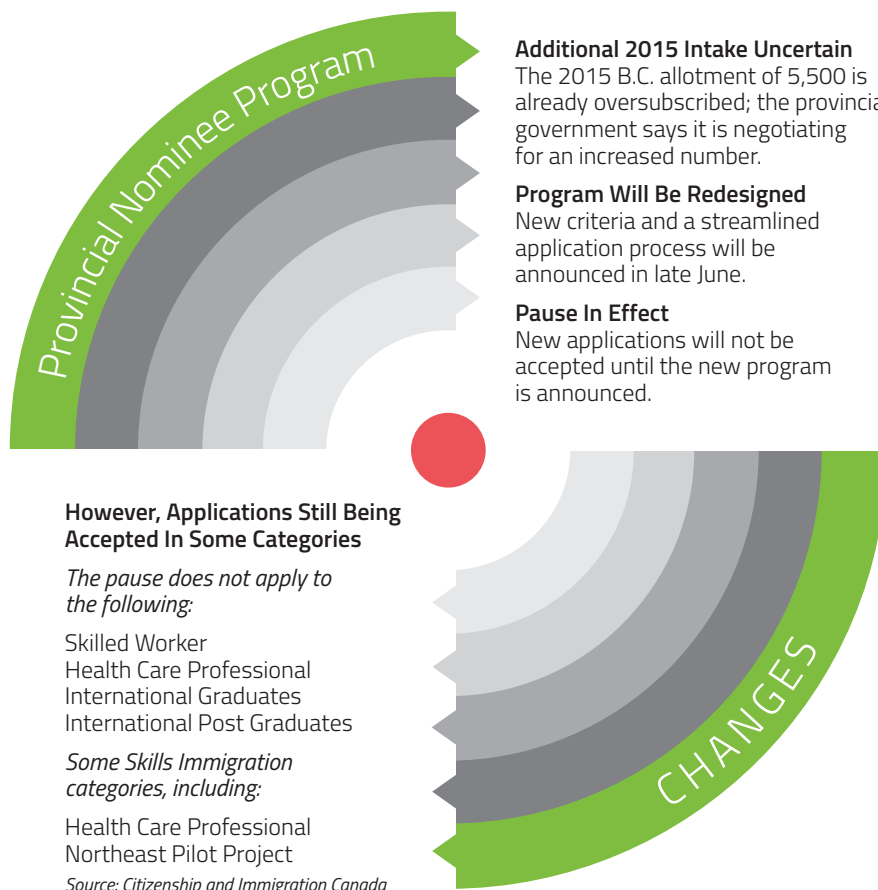 Provincial Nominee Program
Additional 2015 Intake Uncertain
The 2015 B.C. allotment of 5,500 is
already oversubscribed; the provincia
government says it is negotiating
for an increased number.
Program Will Be Redesigned
New criteria and a streamlined
application process will be
announced in late June.
Pause In Effect
New applications will not be
accepted until the new program
is announced.
However, Applications Still Being
Accepted In Some Categories
The pause does not apply to
the following:
Skilled Worker
Health Care Professional
International Graduates
International Post Graduates
Some Skills Immigration
categories, including:
Health Care Professional
Northeast Pilot Project
Source: Citizenship and Immigration Canada
CHANGES